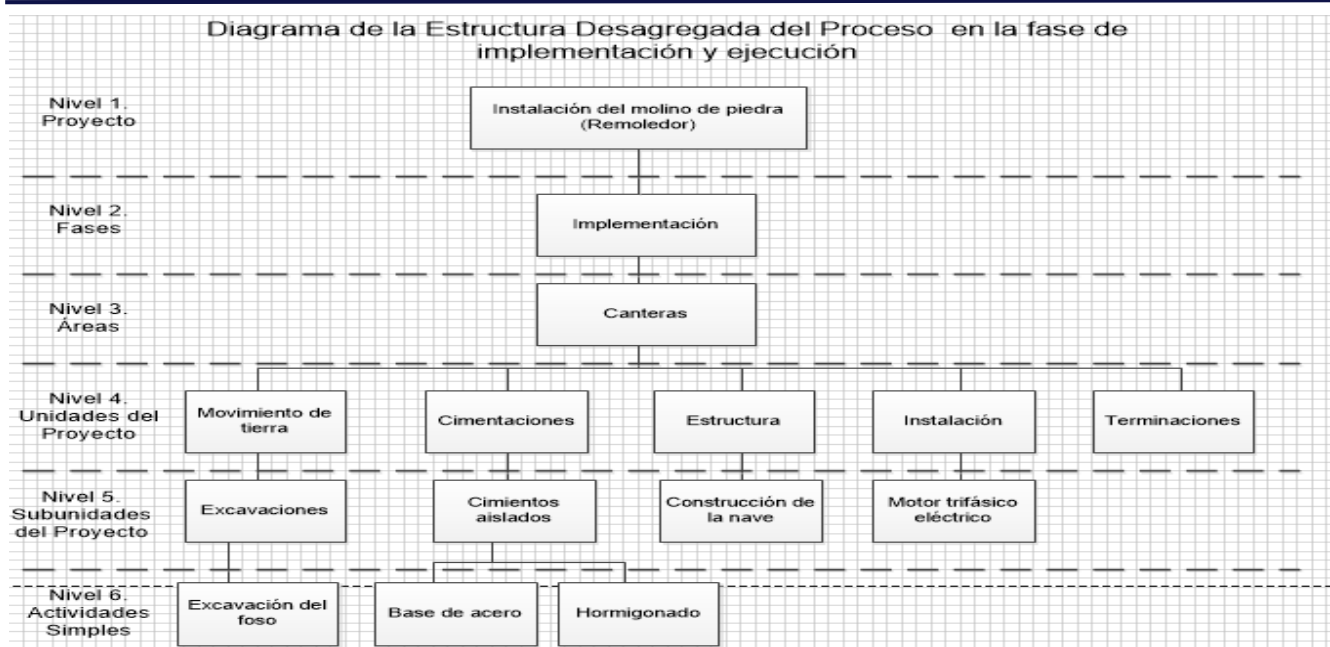 Diagrama de la Estructura Desagregada del Proceso en la fase de
implementación y ejecución
Nivel 1.
Proyecto
Instalación del molino de piedra
(Remoledor)
Nivel 2.
Fases
Implementación
Nivel 3.
Áreas
Canteras
Nivel 4.
Unidades del
Proyecto
Movimiento de
tierra
Cimentaciones
Estructura
Instalación
Terminaciones
Nivel 5.
Subunidades
del Proyecto
Excavaciones
Cimientos
aislados
Construcción de
la nave
Motor trifásico
eléctrico
Nivel 6.
Actividades
Simples
Excavación del
foso
Base de acero
Hormigonado